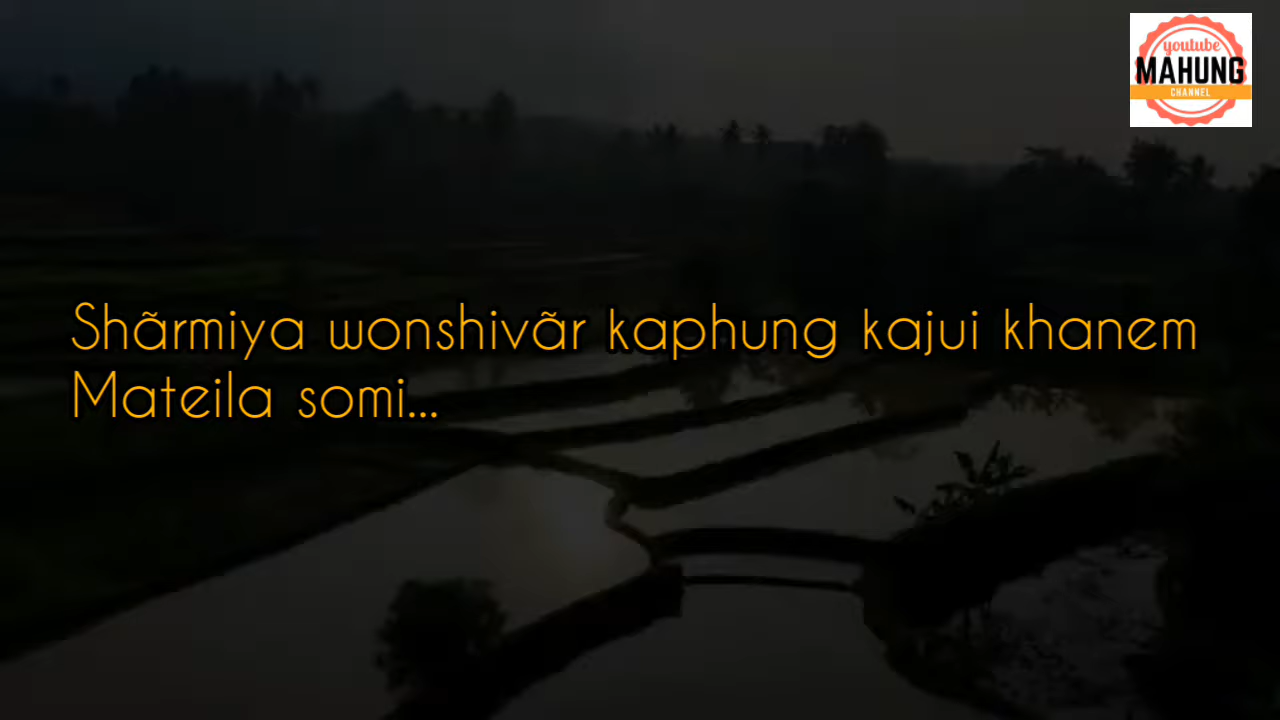 youtube
MAHUNG
CHANNEL
Shãrmiya wonshivãr kaphung kajui khanem
Mateila somi...